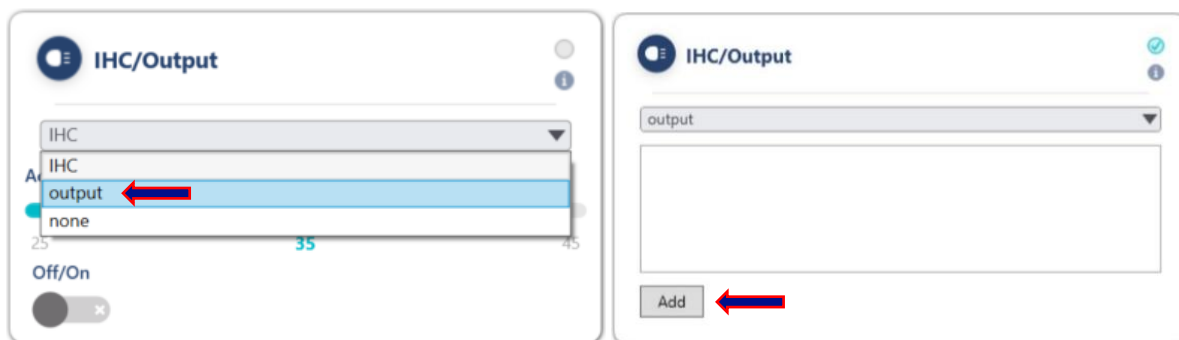 IHC/Output
IHC
IHC
output
none
25
35
45
Off/On
IHC/Output
output
Add